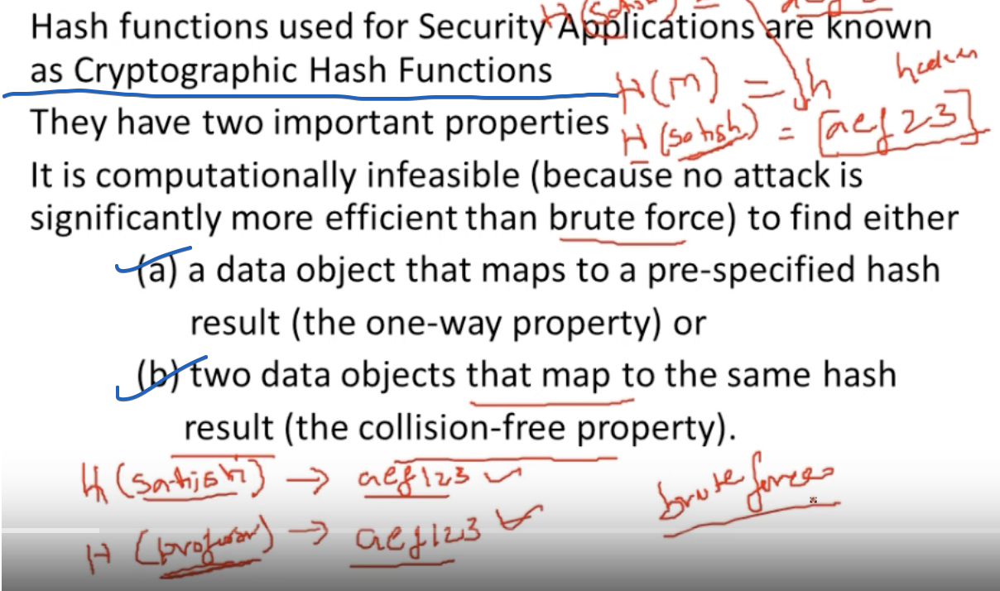 Hash functions used for Security Applications are known
as Cryptographic Hash Functions
H(m) = h
They have two important properties
H (Satish) = [aef23]
It is computationally infeasible (because no attack is
significantly more efficient than brute force) to find either
(a) a data object that maps to a pre-specified hash
result (the one-way property) or
(b) two data objects that map to the same hash
result (the collision-free property).
H (Satish) → aef123
brute force
H (professor) → aef123